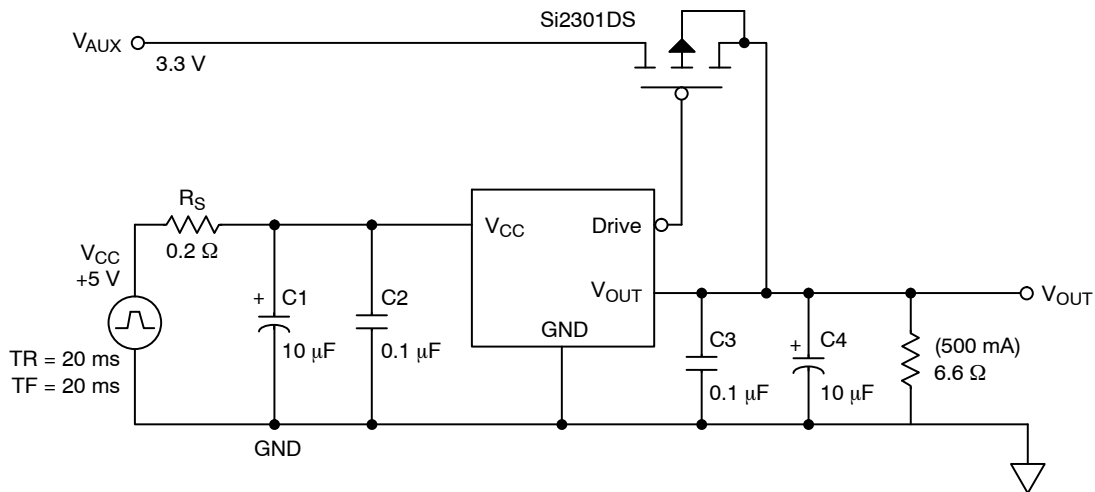 Si2301DS
VAUX
3.3 V
RS
0.2 Ω
VCC
+5 V
TR = 20 ms
TF = 20 ms
+ C1
10 μF
C2
0.1 μF
VCC
Drive
VOUT
GND
C3
0.1 μF
+ C4
10 μF
(500 mA)
6.6 Ω
VOUT
GND